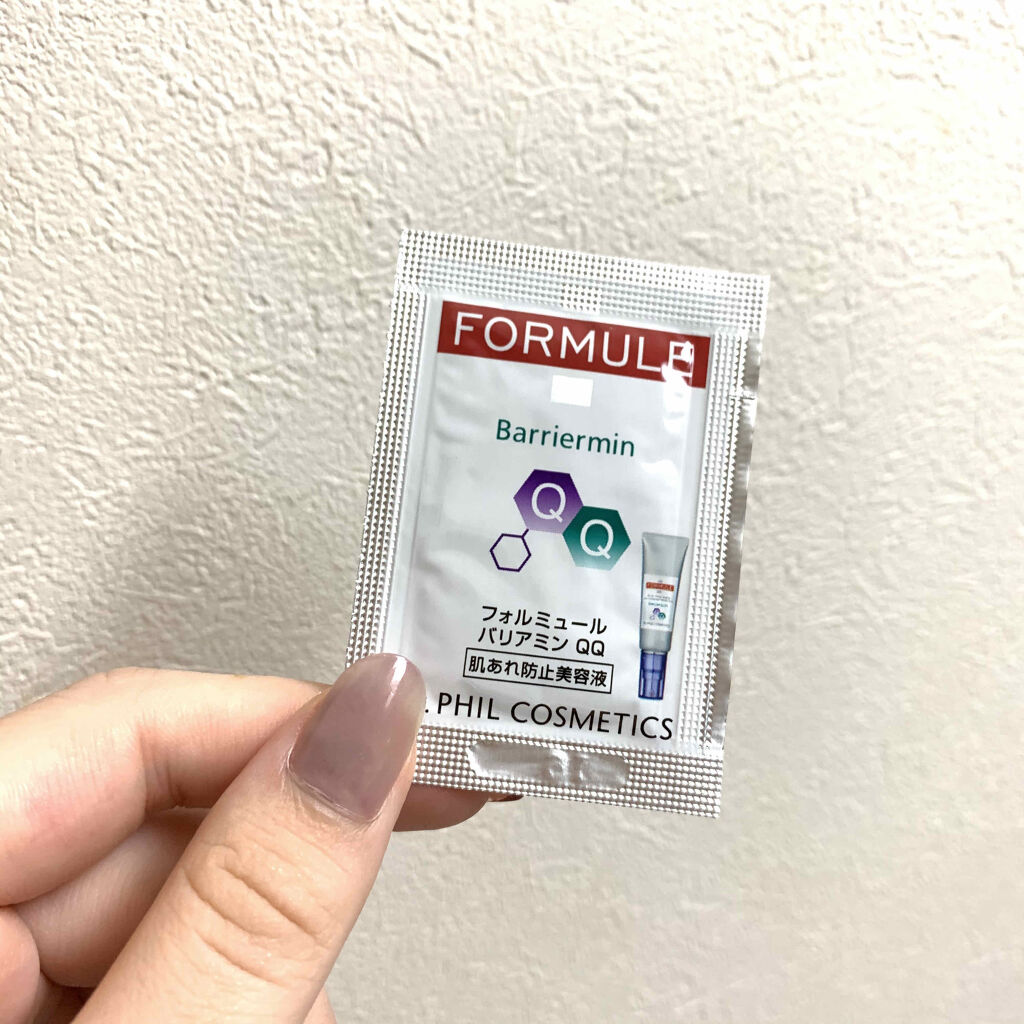 FORMULE
Barriermin
QQ
フォルミュール
バリアミン QQ
肌あれ防止美容液
. PHIL COSMETICS
FORMULE